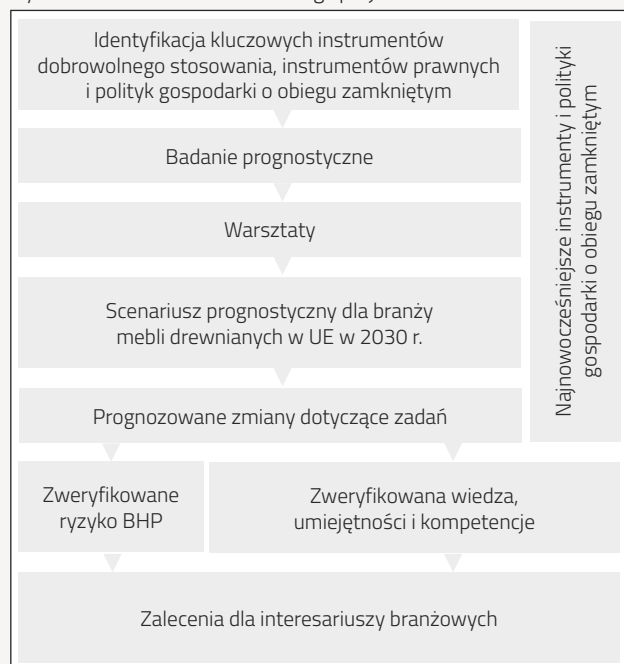 Identyfikacja kluczowych instrumentów
dobrowolnego stosowania, instrumentów prawnych
i polityk gospodarki o obiegu zamkniętym
Badanie prognostyczne
Warsztaty
Scenariusz prognostyczny dla branży
mebli drewnianych w UE w 2030 r.
Prognozowane zmiany dotyczące zadań
Najnowocześniejsze instrumenty i polityki
gospodarki o obiegu zamkniętym
Zweryfikowane
ryzyko BHP
Zweryfikowana wiedza,
umiejętności i kompetencje
Zalecenia dla interesariuszy branżowych